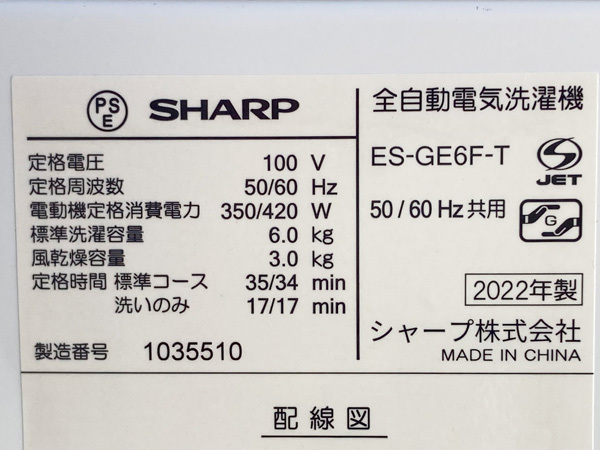 PS
E
SHARP
定格電圧 100 V
定格周波数 50/60 Hz
電動機定格消費電力 350/420 W
標準洗濯容量 6.0 kg
風乾燥容量 3.0 kg
定格時間 標準コース 35/34 min
洗いのみ 17/17 min
製造番号 1035510
全自動電気洗濯機
ES-GE6F-T
JET
50/60 Hz 共用
G
2022年製
シャープ株式会社
MADE IN CHINA
配線図